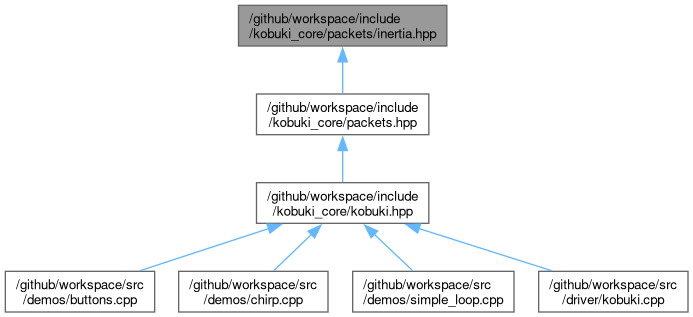 /github/workspace/include
/kobuki_core/packets/inertia.hpp
/github/workspace/include
/kobuki_core/packets.hpp
/github/workspace/include
/kobuki_core/kobuki.hpp
/github/workspace/src
/demos/buttons.cpp
/github/workspace/src
/demos/chirp.cpp
/github/workspace/src
/demos/simple_loop.cpp
/github/workspace/src
/driver/kobuki.cpp